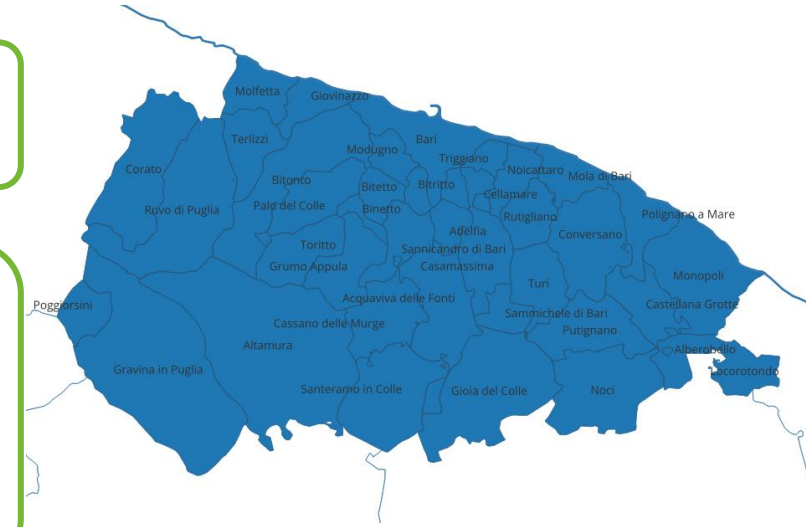 Molfetta
Giovinazzo
Terlizzi
Bari
Modugno
Triggiano
Corato
Noicattaro
Mola di Bari
Bitonto
Bitetto
Britritto
Cellamare
Ruvo di Puglia
Palo del Colle
Binetto
Rutigliano
Polignano a Mare
Adelfia
Conversano
Toritto
Sannicandro di Bari
Grumo Appula
Casamassima
Monopoli
Turi
Poggiorsini
Acquaviva delle Fonti
Castellana Grotte
Sammichele di Bari
Cassano delle Murge
Putignano
Altamura
Alberobello
Gravina in Puglia
Locorotondo
Santeramo in Colle
Gioia del Colle
Noci